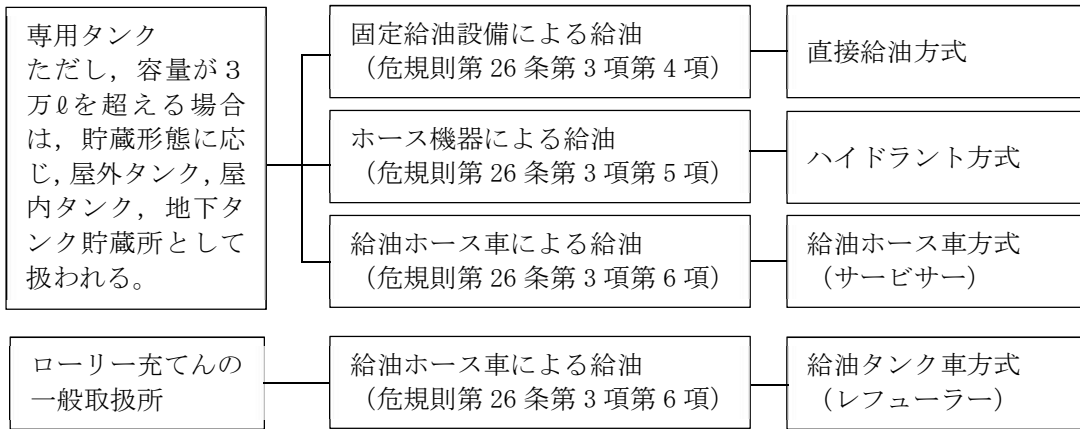 専用タンク
ただし，容量が３
万ℓを超える場合
は，貯蔵形態に応
じ,屋外タンク,屋
内タンク，地下タ
ンク貯蔵所として
扱われる。
固定給油設備による給油
（危規則第 26 条第 3 項第 4 項）
直接給油方式
ホース機器による給油
（危規則第 26 条第 3 項第 5 項）
ハイドラント方式
給油ホース車による給油
（危規則第 26 条第 3 項第 6 項）
給油ホース車方式
（サービサー）
ローリー充てんの
一般取扱所
給油ホース車による給油
（危規則第 26 条第 3 項第 6 項）
給油タンク車方式
（レフューラー）